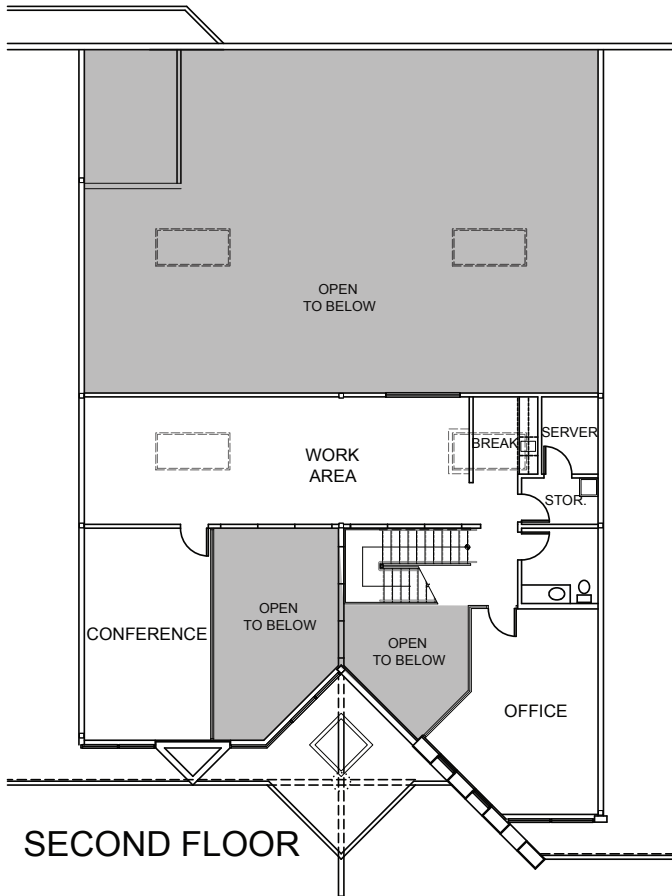 OPEN
TO BELOW
WORK
AREA
BREAK
SERVER
STOR.
CONFERENCE
OPEN
TO BELOW
OPEN
TO BELOW
OFFICE
SECOND FLOOR